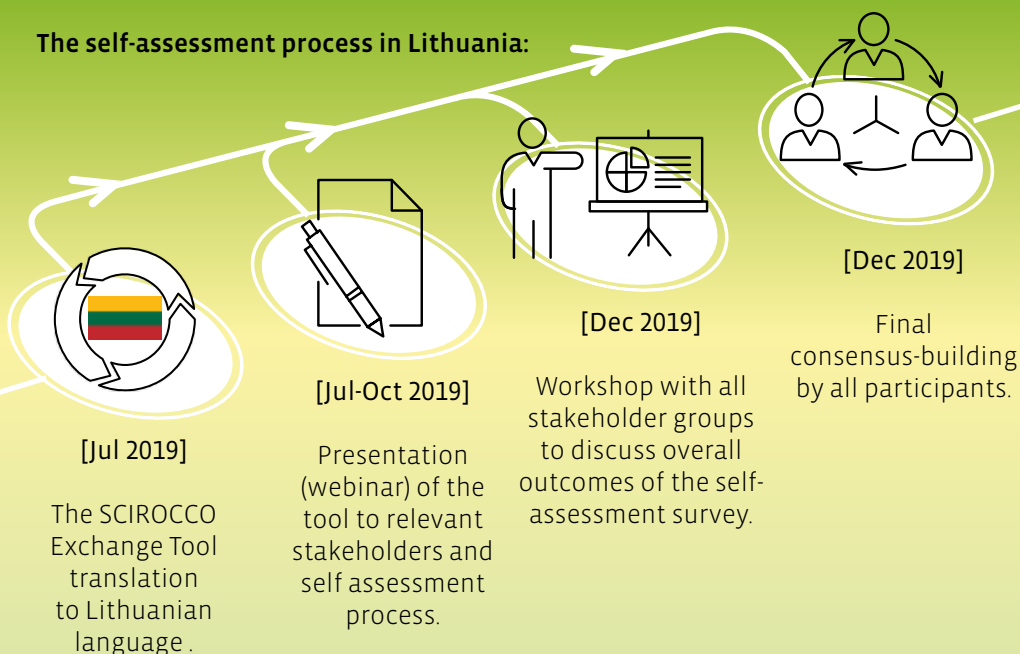 The self-assessment process in Lithuania:
[Jul 2019]
The SCIROCCO
Exchange Tool
translation
to Lithuanian
language .
[Jul-Oct 2019]
Presentation
(webinar) of the
tool to relevant
stakeholders and
self assessment
process.
[Dec 2019]
Workshop with all
stakeholder groups
to discuss overall
outcomes of the self-
assessment survey.
[Dec 2019]
Final
consensus-building
by all participants.